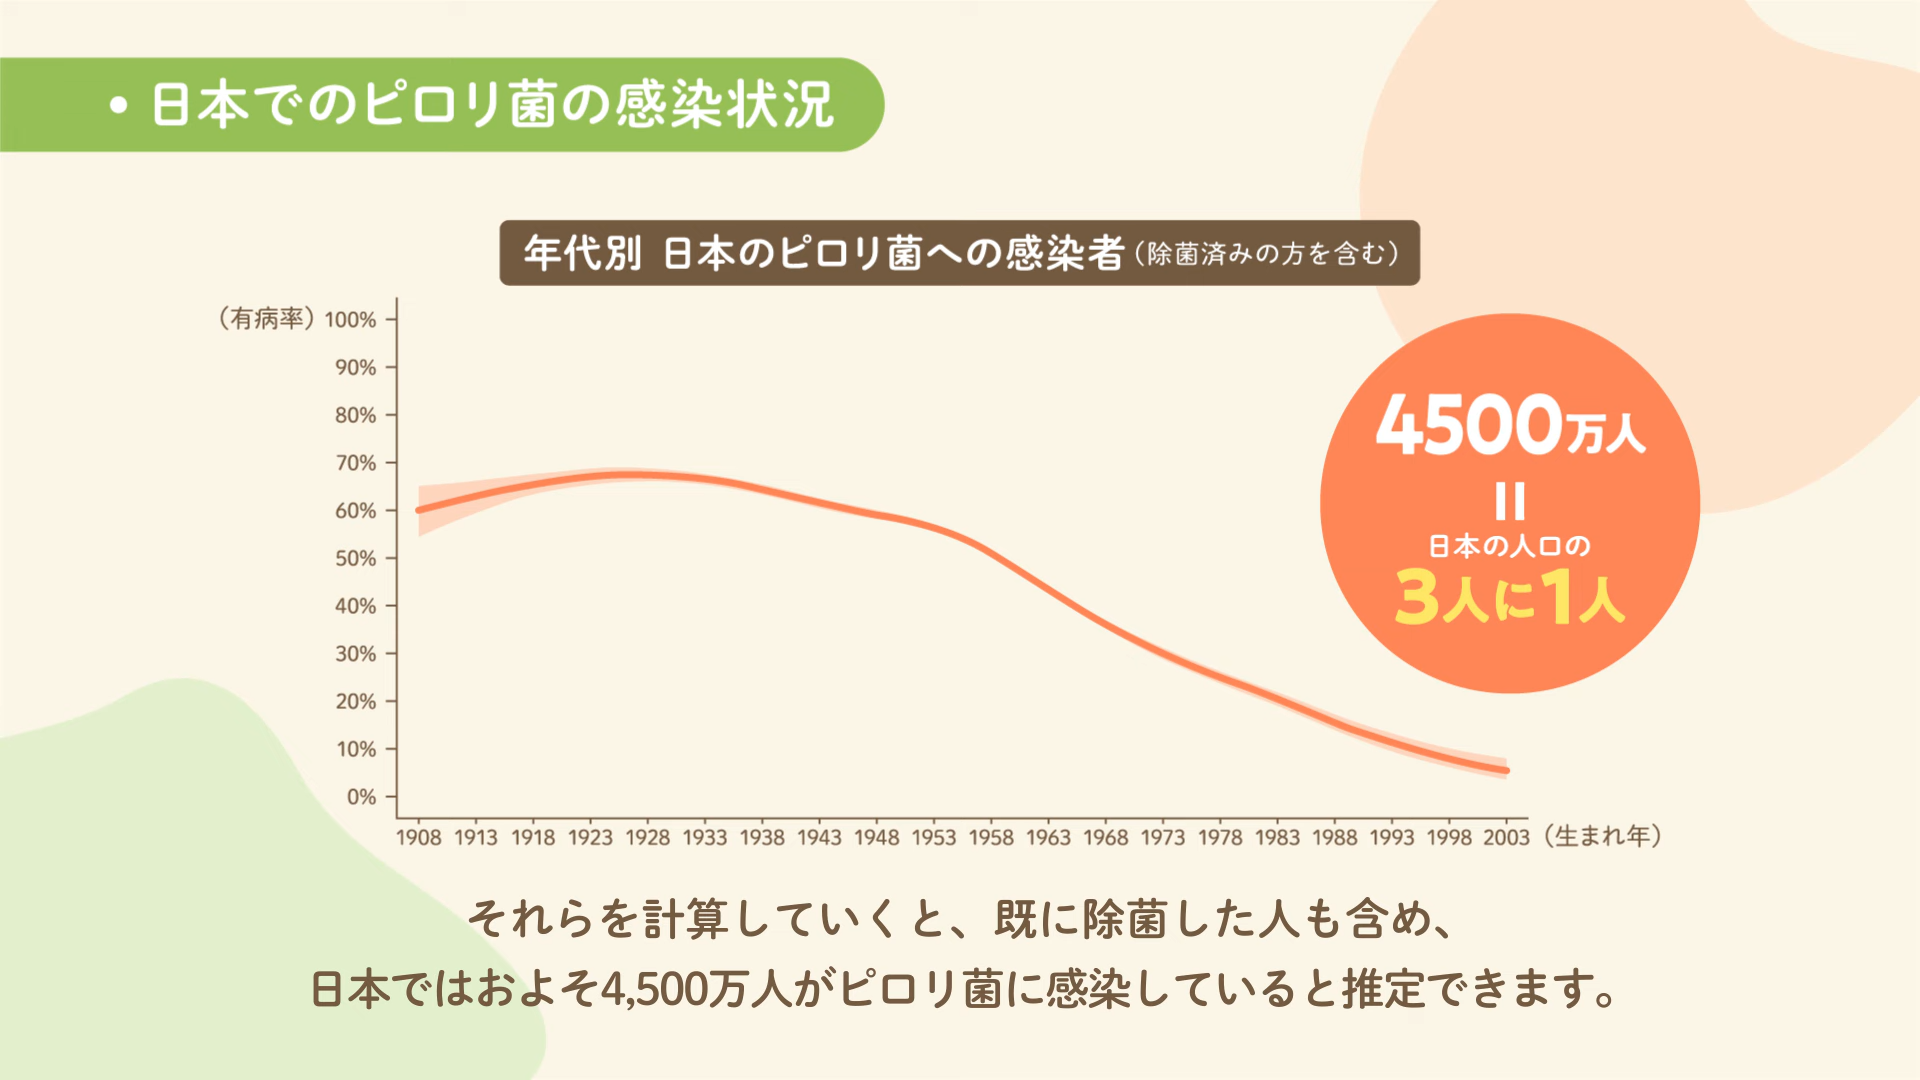 • 日本でのピロリ菌の感染状況
年代別 日本のピロリ菌への感染者（除菌済みの方を含む）
（有病率）100%
90%
80%
70%
60%
50%
40%
30%
20%
10%
0%
1908 1913 1918 1923 1928 1933 1938 1943 1948 1953 1958 1963 1968 1973 1978 1983 1988 1993 1998 2003（生まれ年）
4500万人
=
日本の人口の
3人に1人
それらを計算していくと、既に除菌した人も含め、
日本ではおよそ4,500万人がピロリ菌に感染していると推定できます。